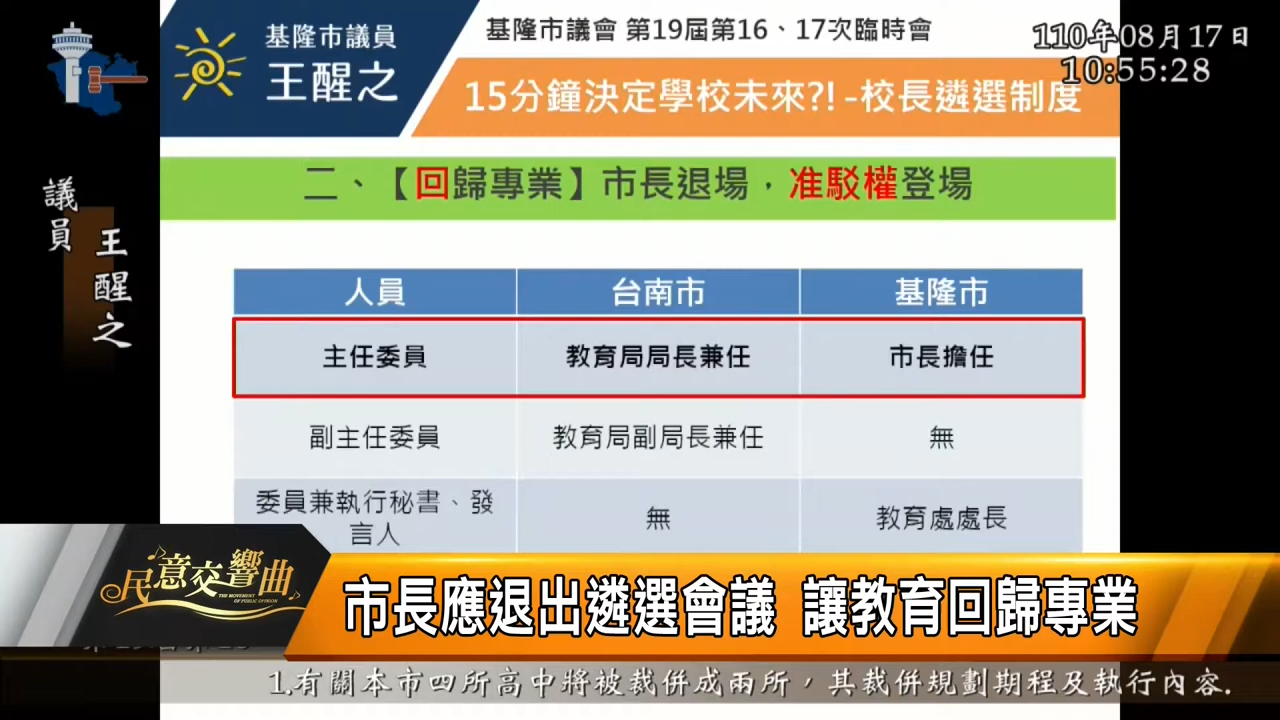 基隆市議員
王醒之
基隆市議會 第19屆第16、17次臨時會
15分鐘決定學校未來?! -校長遴選制度
110年08月17日
10:55:28
議員
王醒之
二、【回歸專業】市長退場，准駁權登場
人員 台南市 基隆市
主任委員 教育局局長兼任 市長擔任
副主任委員 教育局副局長兼任 無
委員兼執行秘書、發言人 無 教育處處長
民意交響曲
THE MOVEMENT
OF PUBLIC OPINION
市長應退出遴選會議 讓教育回歸專業
1.有關本市四所高中將被裁併成兩所，其裁併規劃期程及執行內容.